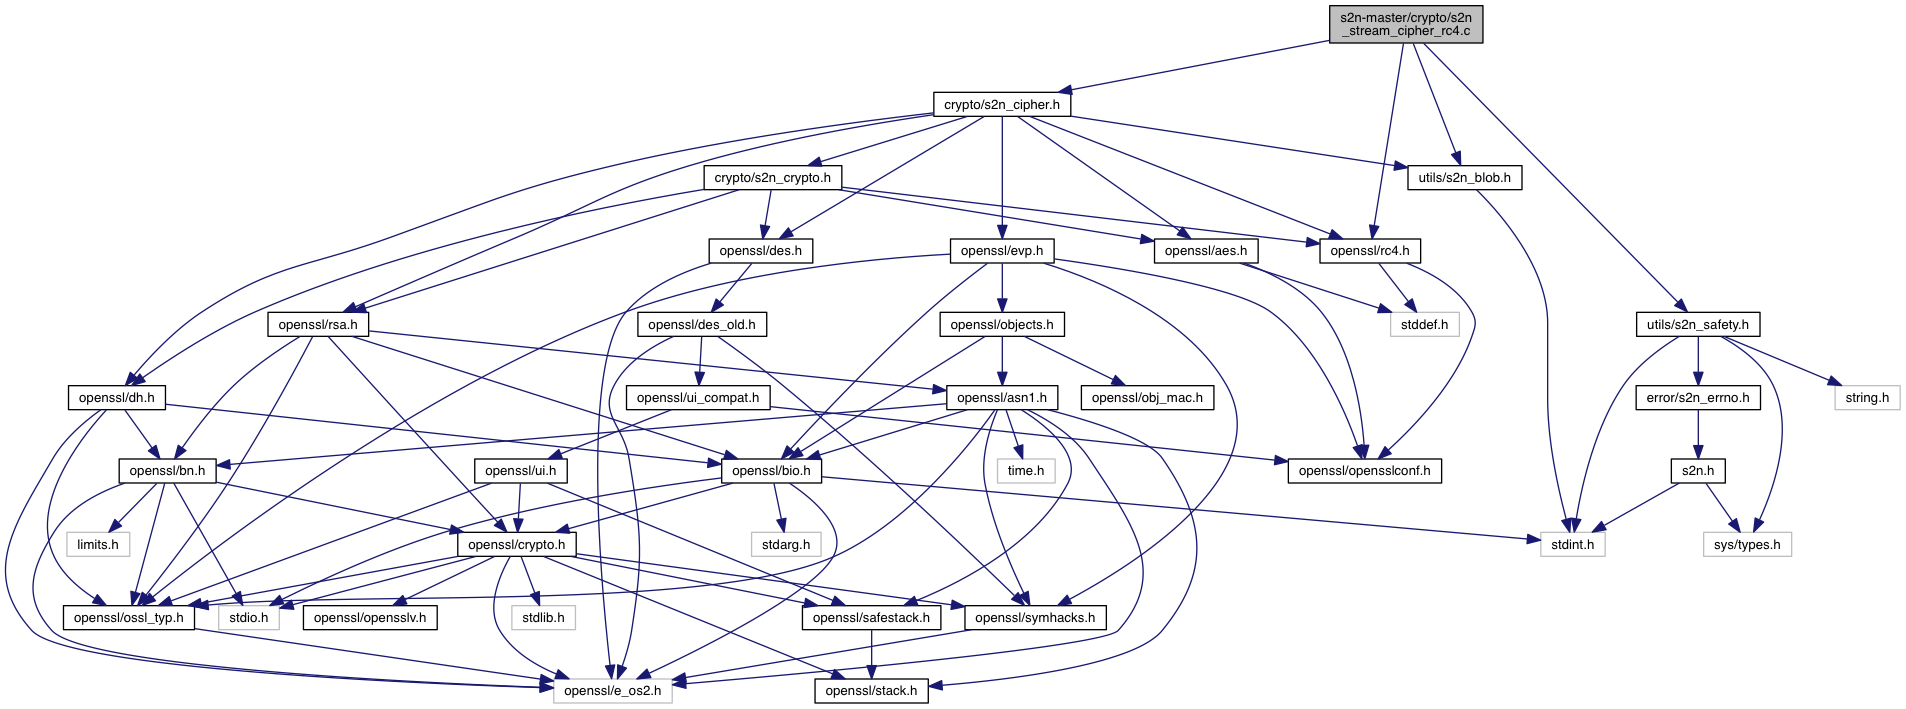 s2n-master/crypto/s2n
_stream_cipher_rc4.c
crypto/s2n_cipher.h
crypto/s2n_crypto.h
utils/s2n_blob.h
openssl/des.h
openssl/evp.h
openssl/aes.h
openssl/rc4.h
openssl/rsa.h
openssl/des_old.h
openssl/objects.h
stddef.h
utils/s2n_safety.h
openssl/dh.h
openssl/ui_compat.h
openssl/asn1.h
openssl/obj_mac.h
error/s2n_errno.h
string.h
openssl/bn.h
openssl/ui.h
openssl/bio.h
time.h
openssl/opensslconf.h
s2n.h
limits.h
openssl/crypto.h
stdarg.h
stdint.h
sys/types.h
openssl/ossl_typ.h
stdio.h
openssl/opensslv.h
stdlib.h
openssl/safestack.h
openssl/symhacks.h
openssl/e_os2.h
openssl/stack.h